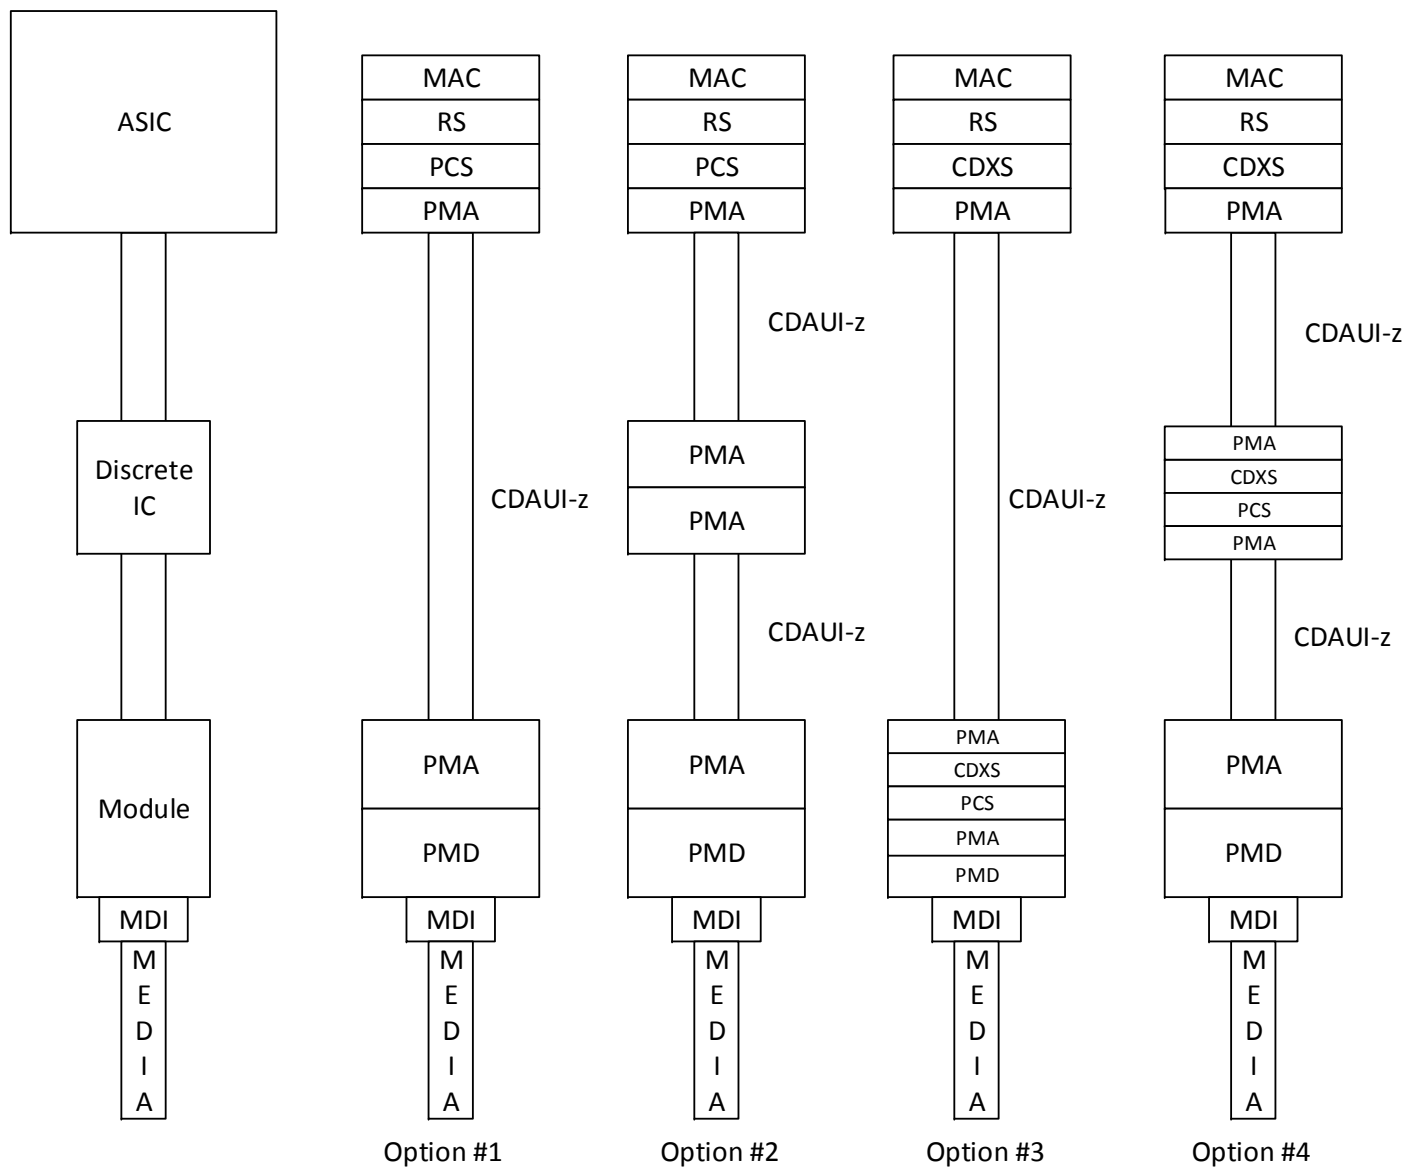 ASIC
Discrete
IC
Module
MDI
M
E
D
I
A
MAC
RS
PCS
PMA
CDAUI-z
PMA
PMD
MDI
M
E
D
I
A
Option #1
MAC
RS
PCS
PMA
CDAUI-z
PMA
PMA
CDAUI-z
PMA
PMD
MDI
M
E
D
I
A
Option #2
MAC
RS
CDXS
PMA
CDAUI-z
PMA
CDXS
PCS
PMA
PMD
MDI
M
E
D
I
A
Option #3
MAC
RS
CDXS
PMA
CDAUI-z
PMA
CDXS
PCS
PMA
CDAUI-z
PMA
PMD
MDI
M
E
D
I
A
Option #4